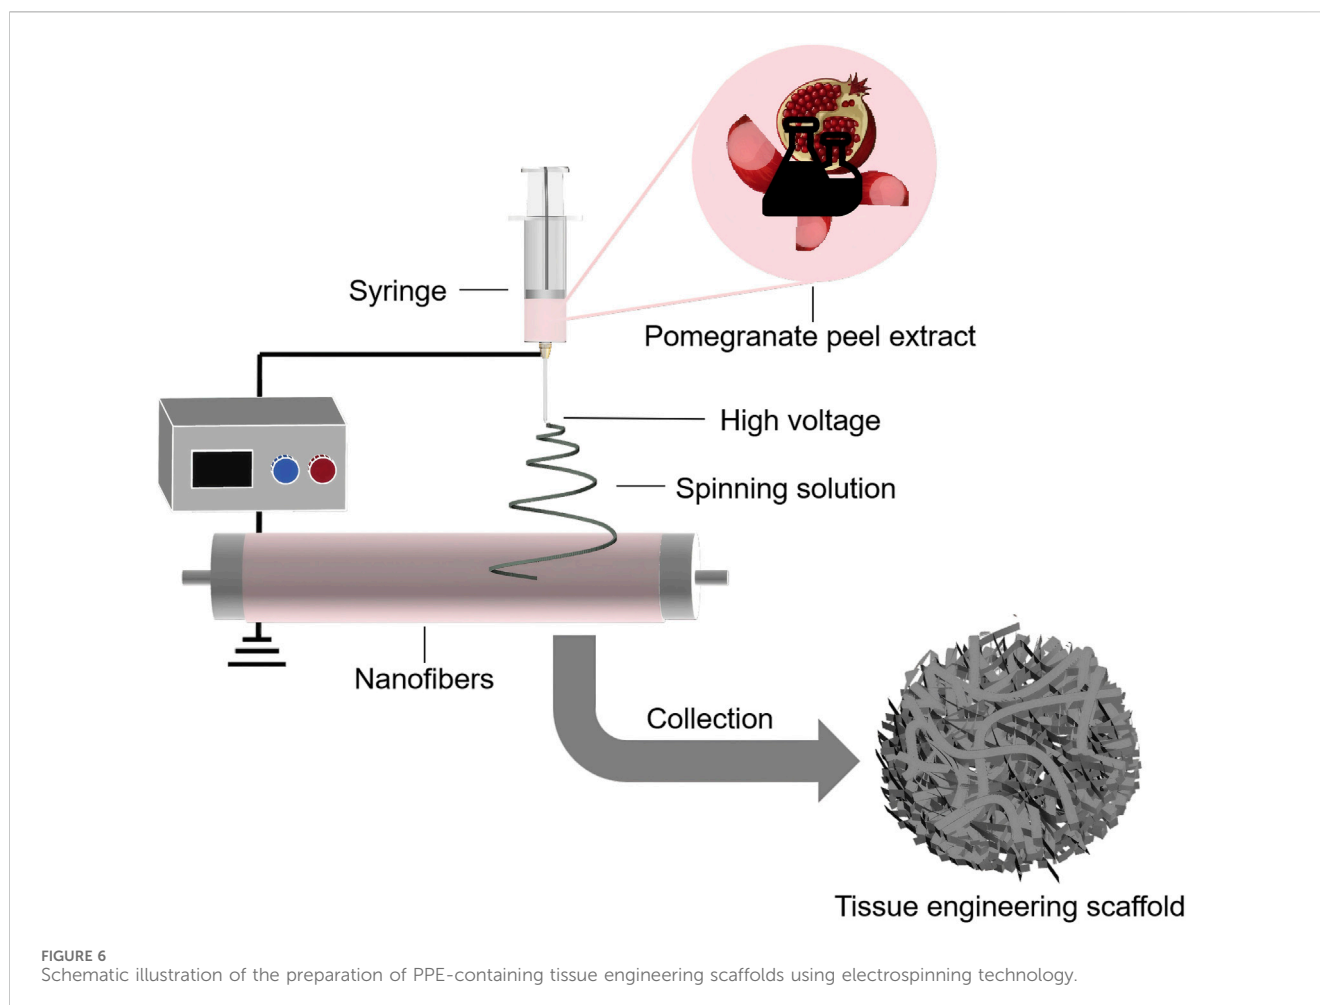 Syringe
Pomegranate peel extract
High voltage
Spinning solution
Nanofibers
Collection
Tissue engineering scaffold
FIGURE 6
Schematic illustration of the preparation of PPE-containing tissue engineering scaffolds using electrospinning technology.